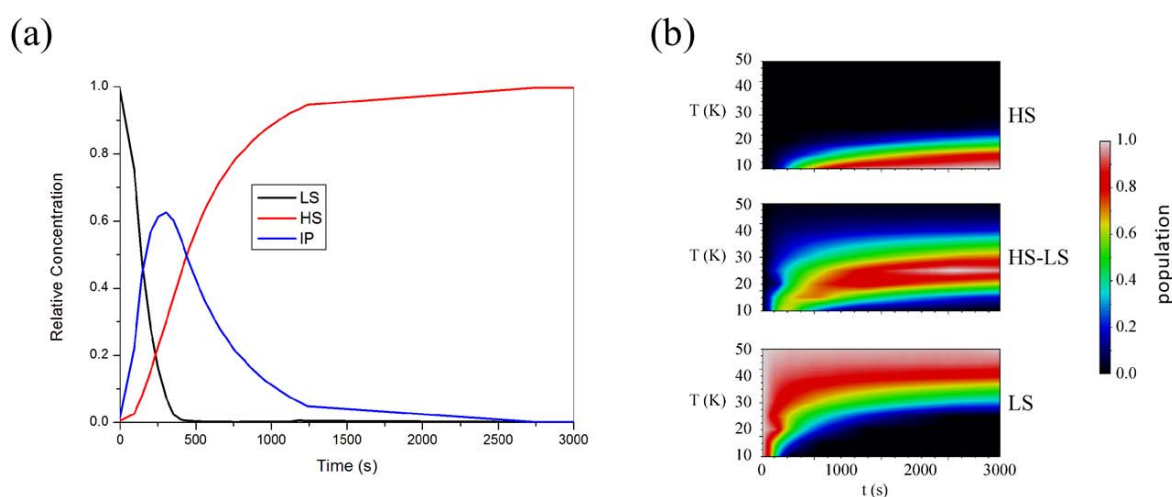 (a)
1.0
0.8
0.6
0.4
0.2
0.0
Relative Concentration
LS
HS
IP
0 500 1000 1500 2000 2500 3000
Time (s)
(b)
50
40
T (K) 30
20
10
HS
50
40
T (K) 30
20
10
HS-LS
50
40
T (K) 30
20
10
LS
0 1000 2000 3000
t (s)
1.0
0.8
0.6
0.4
0.2
0.0
population